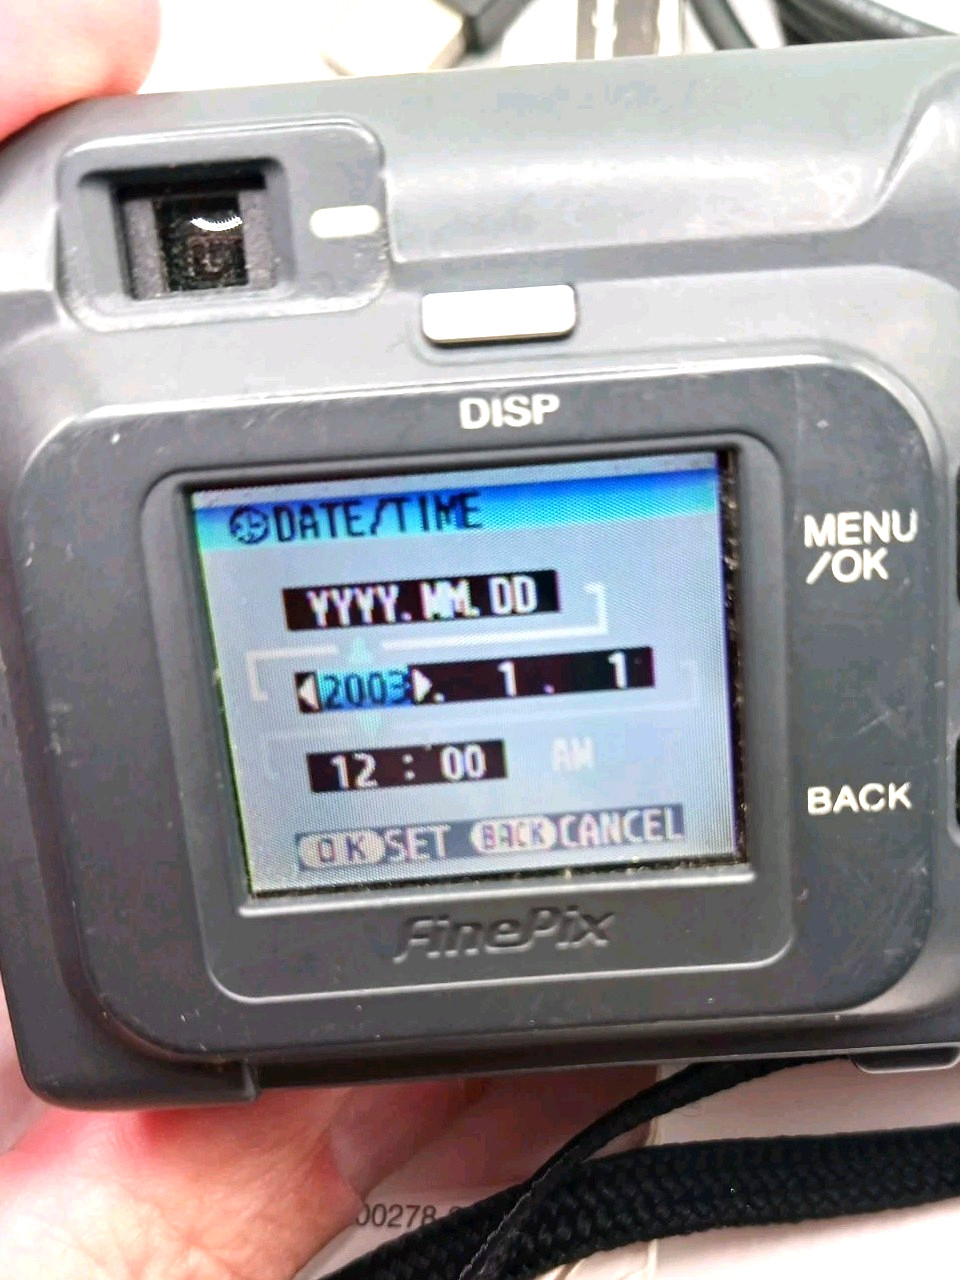 DISP
DATE/TIME
YYYY.MM.DD
2003. 1. 1
12:00 AM
OK SET BACK CANCEL
MENU
/OK
BACK
FinePix
00278-